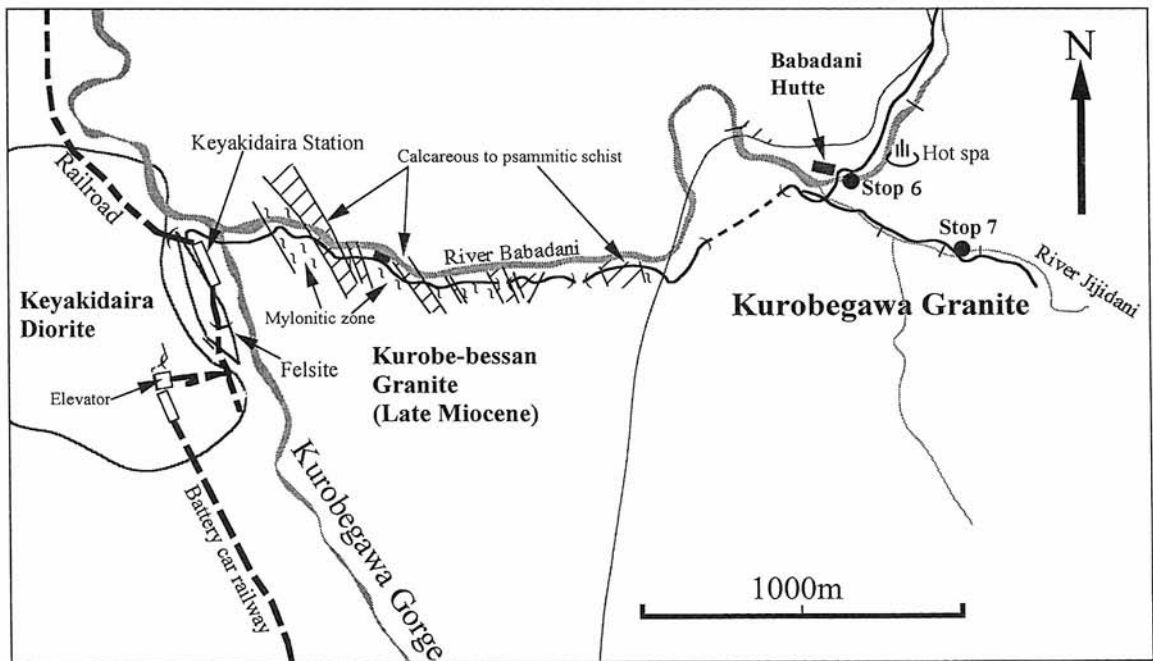 N
Babadani
Hutte
Keyakidaira Station
Calcareous to psammitic schist
Hot spa
Railroad
Stop 6
Stop 7
River Babadani
River Jijidani
Keyakidaira
Diorite
Mylonitic zone
Kurobegawa Granite
Felsite
Kurobe-bessan
Granite
(Late Miocene)
Elevator
Kurobegawa Gorge
Battery car railway
1000m